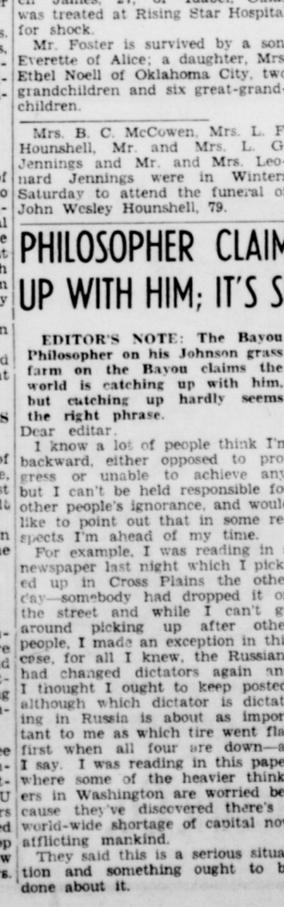 was treated at Rising Star Hospita
for shock.
Mr. Foster is survived by a son
Everette of Alice; a daughter, Mrs
Ethel Noell of Oklahoma City, two
grandchildren and six great-grand-
children.
Mrs. B. C. McCowen, Mrs. L. F
Hounshell, Mr. and Mrs. L. G
Jennings and Mr. and Mrs. Leo-
nard Jennings were in Winter
Saturday to attend the funeral o
John Wesley Hounshell, 79.
PHILOSOPHER CLAIM
UP WITH HIM; IT'S S
EDITOR'S NOTE: The Bayou
Philosopher on his Johnson grass
farm on the Bayou claims the
world is catching up with him,
but catching up hardly seems
the right phrase.
Dear editar.
I know a lot of people think I'm
backward, either opposed to pro
gress or unable to achieve any
but I can't be held responsible fo
other people's ignorance, and would
like to point out that in some re
spects I'm ahead of my time.
For example, I was reading in
newspaper last night which I pick
ed up in Cross Plains the othe
day—somebody had dropped it o
the street and while I can't g
around picking up after othe
people, I made an exception in thi
case, for all I knew, the Russian
had changed dictators again an
I thought I ought to keep posted
although which dictator is dictat
ing in Russia is about as impor
tant to me as which tire went fla
first when all four are down—a
I say. I was reading in this pape
where some of the heavier think
ers in Washington are worried be
cause they've discovered there's
world-wide shortage of capital no
afflicting mankind.
They said this is a serious situa
tion and something ought to b
done about it.